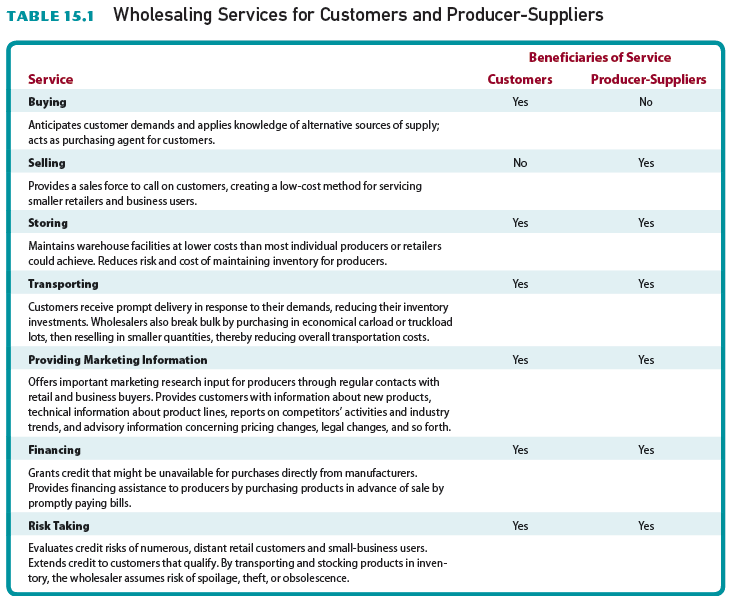 TABLE 15.1 Wholesaling Services for Customers and Producer-Suppliers
Beneficiaries of Service
Service Customers Producer-Suppliers
Buying Yes No
Anticipates customer demands and applies knowledge of alternative sources of supply;
acts as purchasing agent for customers.
Selling No Yes
Provides a sales force to call on customers, creating a low-cost method for servicing
smaller retailers and business users.
Storing Yes Yes
Maintains warehouse facilities at lower costs than most individual producers or retailers
could achieve. Reduces risk and cost of maintaining inventory for producers.
Transporting Yes Yes
Customers receive prompt delivery in response to their demands, reducing their inventory
investments. Wholesalers also break bulk by purchasing in economical carload or truckload
lots, then reselling in smaller quantities, thereby reducing overall transportation costs.
Providing Marketing Information Yes Yes
Offers important marketing research input for producers through regular contacts with
retail and business buyers. Provides customers with information about new products,
technical information about product lines, reports on competitors' activities and industry
trends, and advisory information concerning pricing changes, legal changes, and so forth.
Financing Yes Yes
Grants credit that might be unavailable for purchases directly from manufacturers.
Provides financing assistance to producers by purchasing products in advance of sale by
promptly paying bills.
Risk Taking Yes Yes
Evaluates credit risks of numerous, distant retail customers and small-business users.
Extends credit to customers that qualify. By transporting and stocking products in inven-
tory, the wholesaler assumes risk of spoilage, theft, or obsolescence.